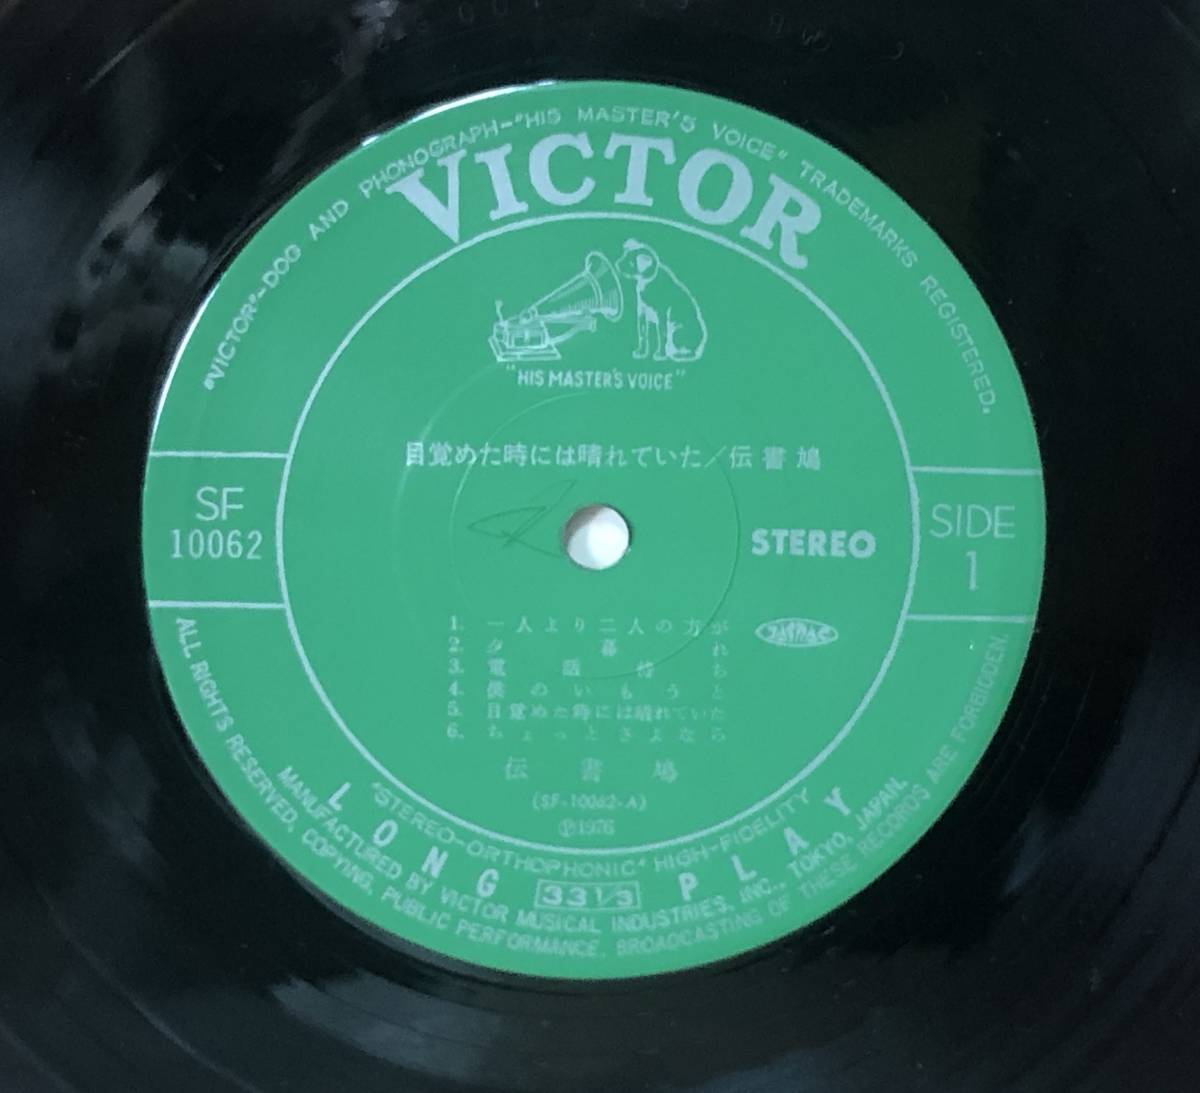 "VICTOR"-DOG AND PHONOGRAPH-"HIS MASTER'S VOICE" TRADEMARKS REGISTERED.
VICTOR
"HIS MASTER'S VOICE"
目覚めた時には晴れていた/伝書鳩
SF
10062
STEREO
SIDE
1
1. 一人より二人の方が
2. 夕暮れ
3. 電話待ち
4. 僕のいもうと
5. 目覚めた時には晴れていた
6. ちょっとさよなら
JASRAC
伝書鳩
(SF-10062-A)
Ⓟ1976
"STEREO-ORTHOPHONIC" HIGH-FIDELITY
LONG PLAY
33 1/3
MANUFACTURED BY VICTOR MUSICAL INDUSTRIES, INC., TOKYO, JAPAN.
ALL RIGHTS RESERVED, COPYING, PUBLIC PERFORMANCE, BROADCASTING OF THESE RECORDS ARE FORBIDDEN.